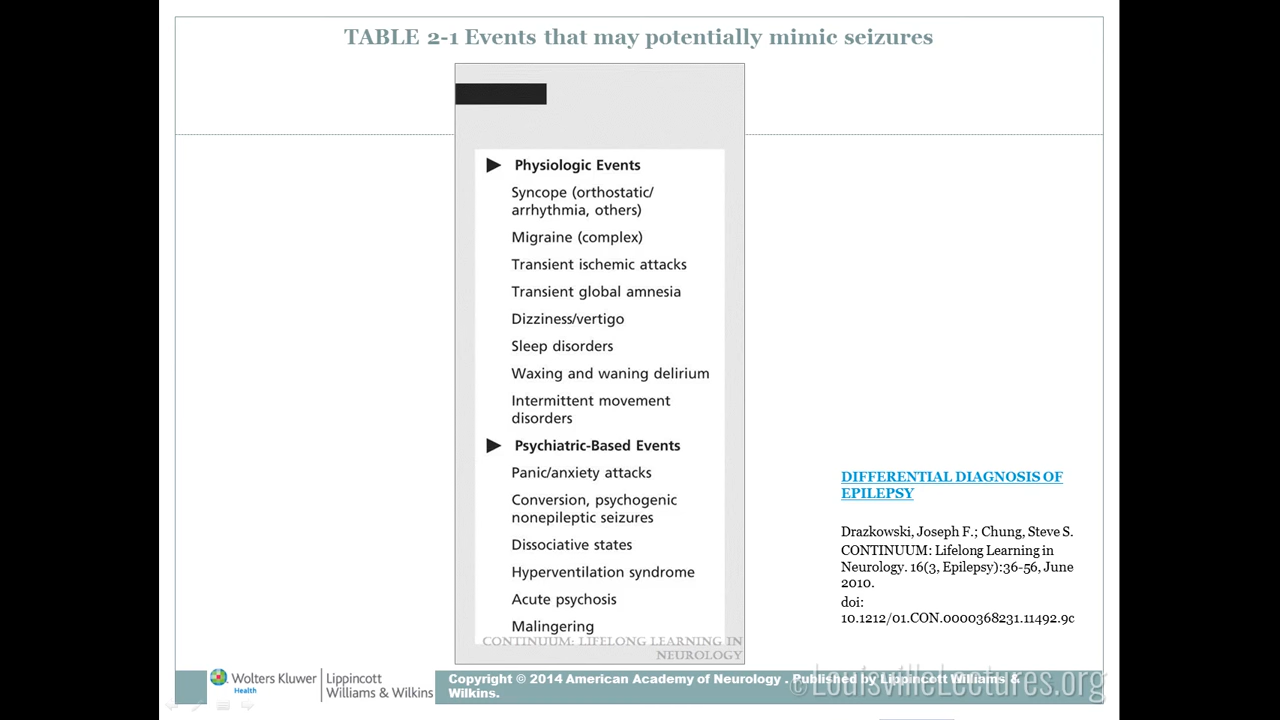 TABLE 2-1 Events that may potentially mimic seizures
Physiologic Events
Syncope (orthostatic/
arrhythmia, others)
Migraine (complex)
Transient ischemic attacks
Transient global amnesia
Dizziness/vertigo
Sleep disorders
Waxing and waning delirium
Intermittent movement
disorders
Psychiatric-Based Events
Panic/anxiety attacks
Conversion, psychogenic
nonepileptic seizures
Dissociative states
Hyperventilation syndrome
Acute psychosis
Malingering
CONTINUUM: LIFELONG LEARNING IN
NEUROLOGY
DIFFERENTIAL DIAGNOSIS OF
EPILEPSY
Drazkowski, Joseph F.; Chung, Steve S.
CONTINUUM: Lifelong Learning in
Neurology. 16(3, Epilepsy):36-56, June
2010.
doi:
10.1212/01.CON.0000368231.11492.9c
Wolters Kluwer
Health
Lippincott
Williams & Wilkins
Copyright © 2014 American Academy of Neurology . Published by Lippincott Williams &
Wilkins.
©LouisvilleLectures.org